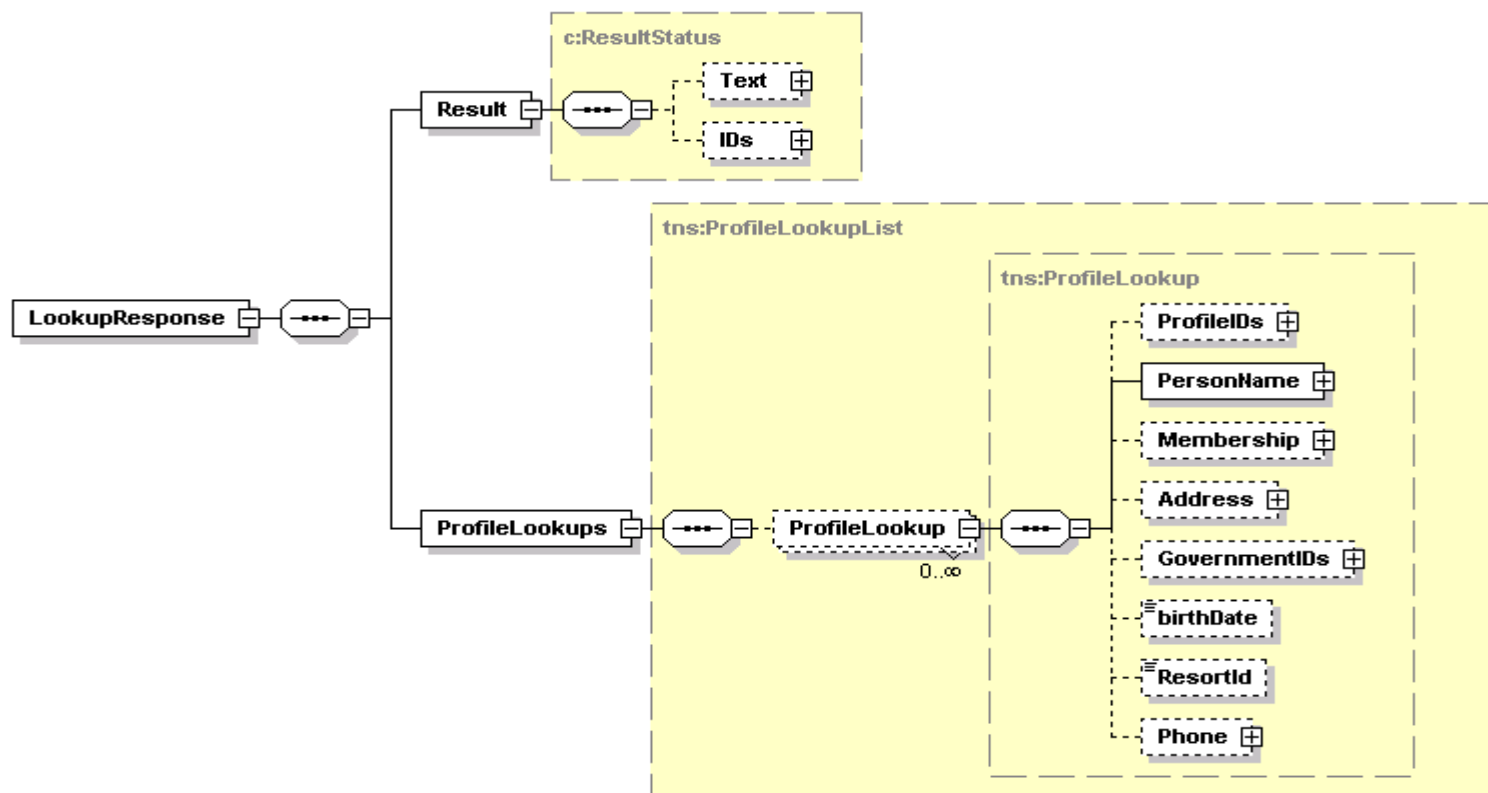 c:ResultStatus
Text
Result
IDs
tns:ProfileLookupList
tns:ProfileLookup
LookupResponse
ProfileIDs
PersonName
Membership
Address
ProfileLookups
ProfileLookup
0..∞
GovernmentIDs
birthDate
ResortId
Phone